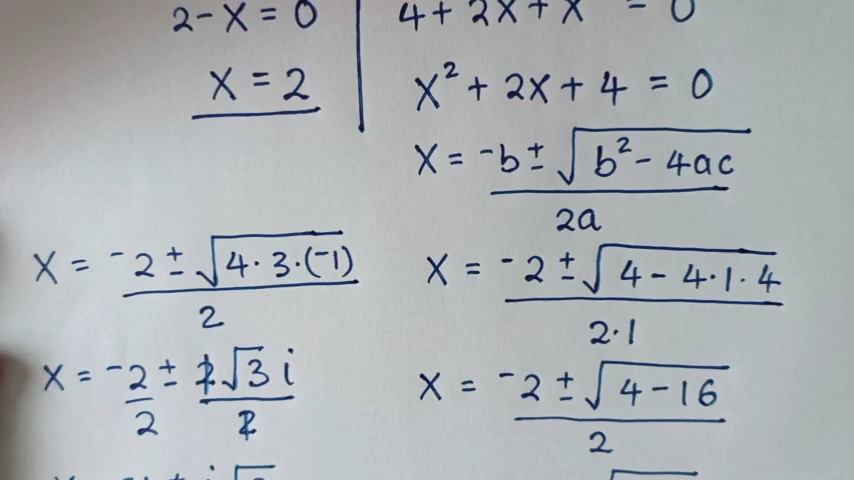 2 - x = 0
x = 2
4 + 2x + x = 0
x² + 2x + 4 = 0
x = -b ± √(b² - 4ac) / 2a
x = -2 ± √(4 - 4·1·4) / 2·1
x = -2 ± √(4 - 16) / 2
x = -2 ± √(4·3·(-1)) / 2
x = -2/2 ± 2√3 i / 2